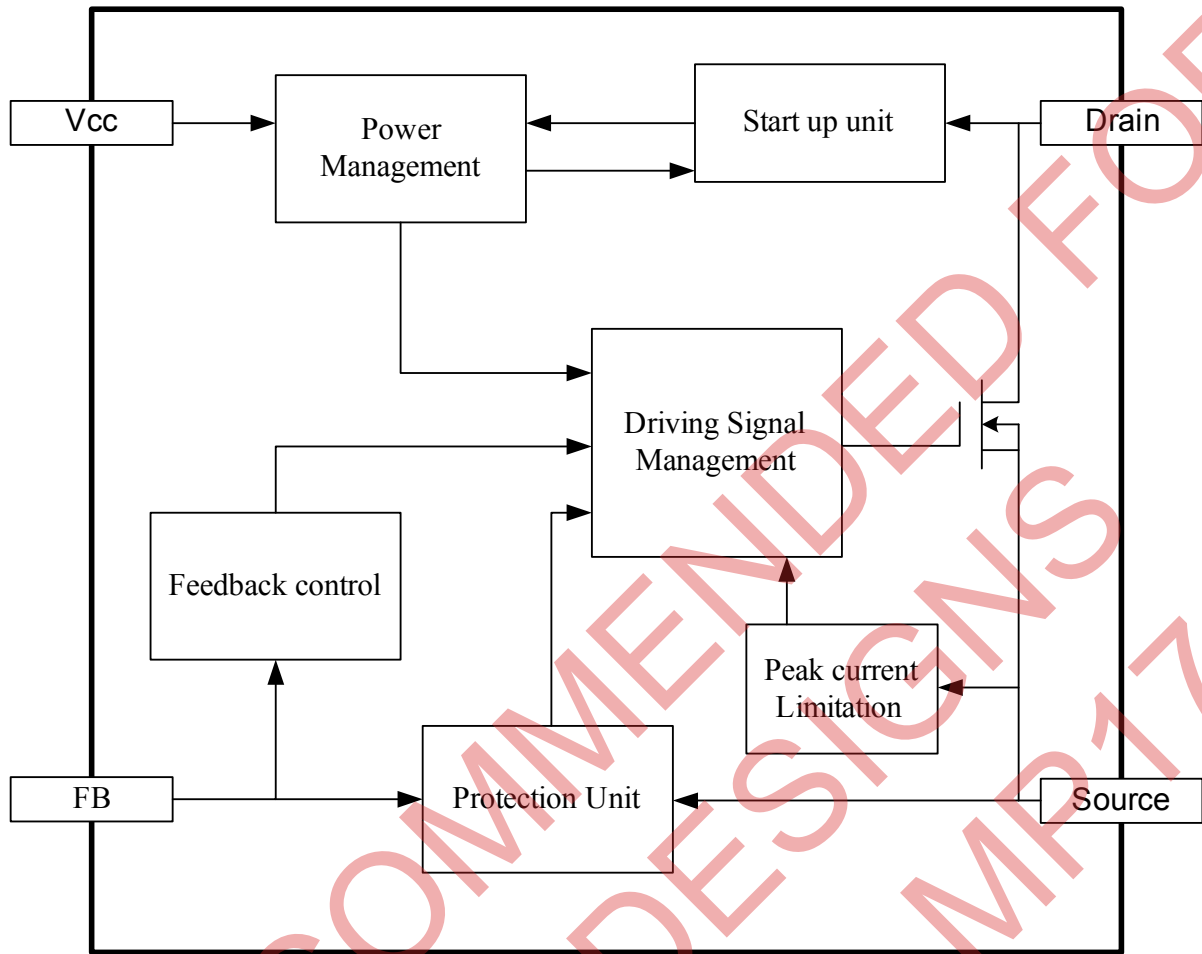 Vcc
Power
Management
Start up unit
Drain
Driving Signal
Management
Feedback control
Peak current
Limitation
FB
Protection Unit
Source
COMMENDED FOR
DESIGNS
MP17